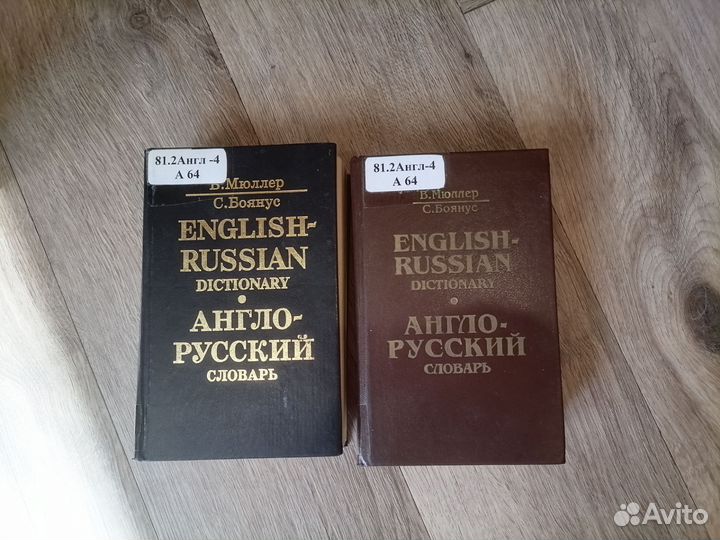 81.2Англ -4
А 64
В.Мюллер
С.Боянус
ENGLISH-
RUSSIAN
DICTIONARY
АНГЛО-
РУССКИЙ
СЛОВАРЬ
81.2Англ-4
А 64
В.Мюллер
С.Боянус
ENGLISH-
RUSSIAN
DICTIONARY
АНГЛО-
РУССКИЙ
СЛОВАРЬ
Avito